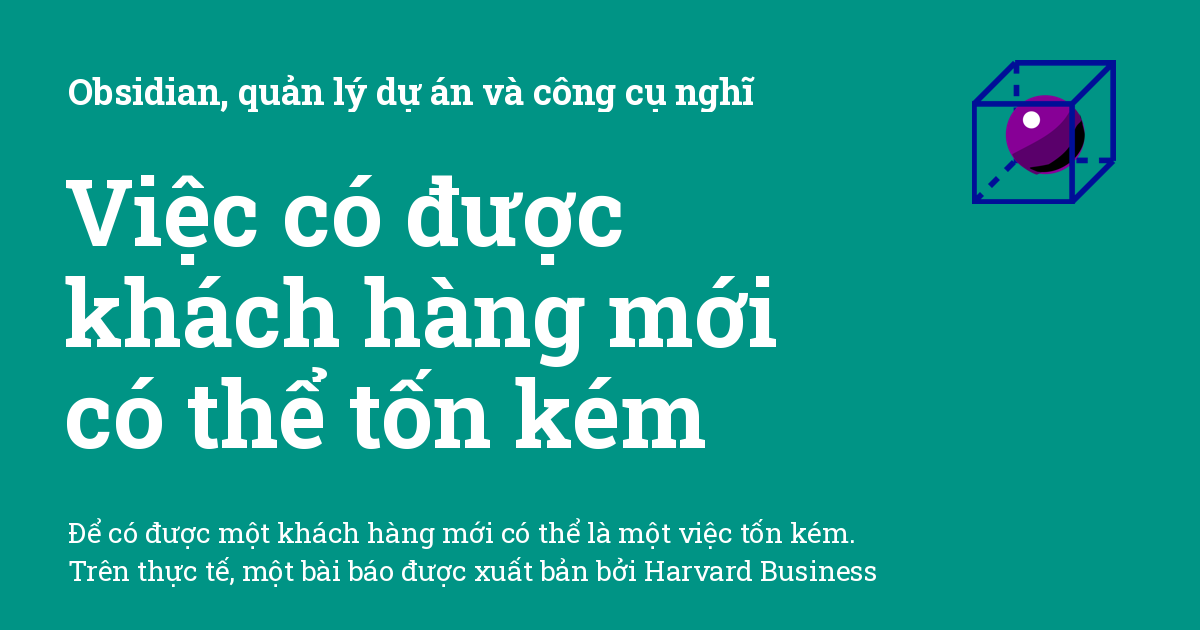 Obsidian, quản lý dự án và công cụ nghĩ
Việc có được
khách hàng mới
có thể tốn kém
Để có được một khách hàng mới có thể là một việc tốn kém.
Trên thực tế, một bài báo được xuất bản bởi Harvard Business